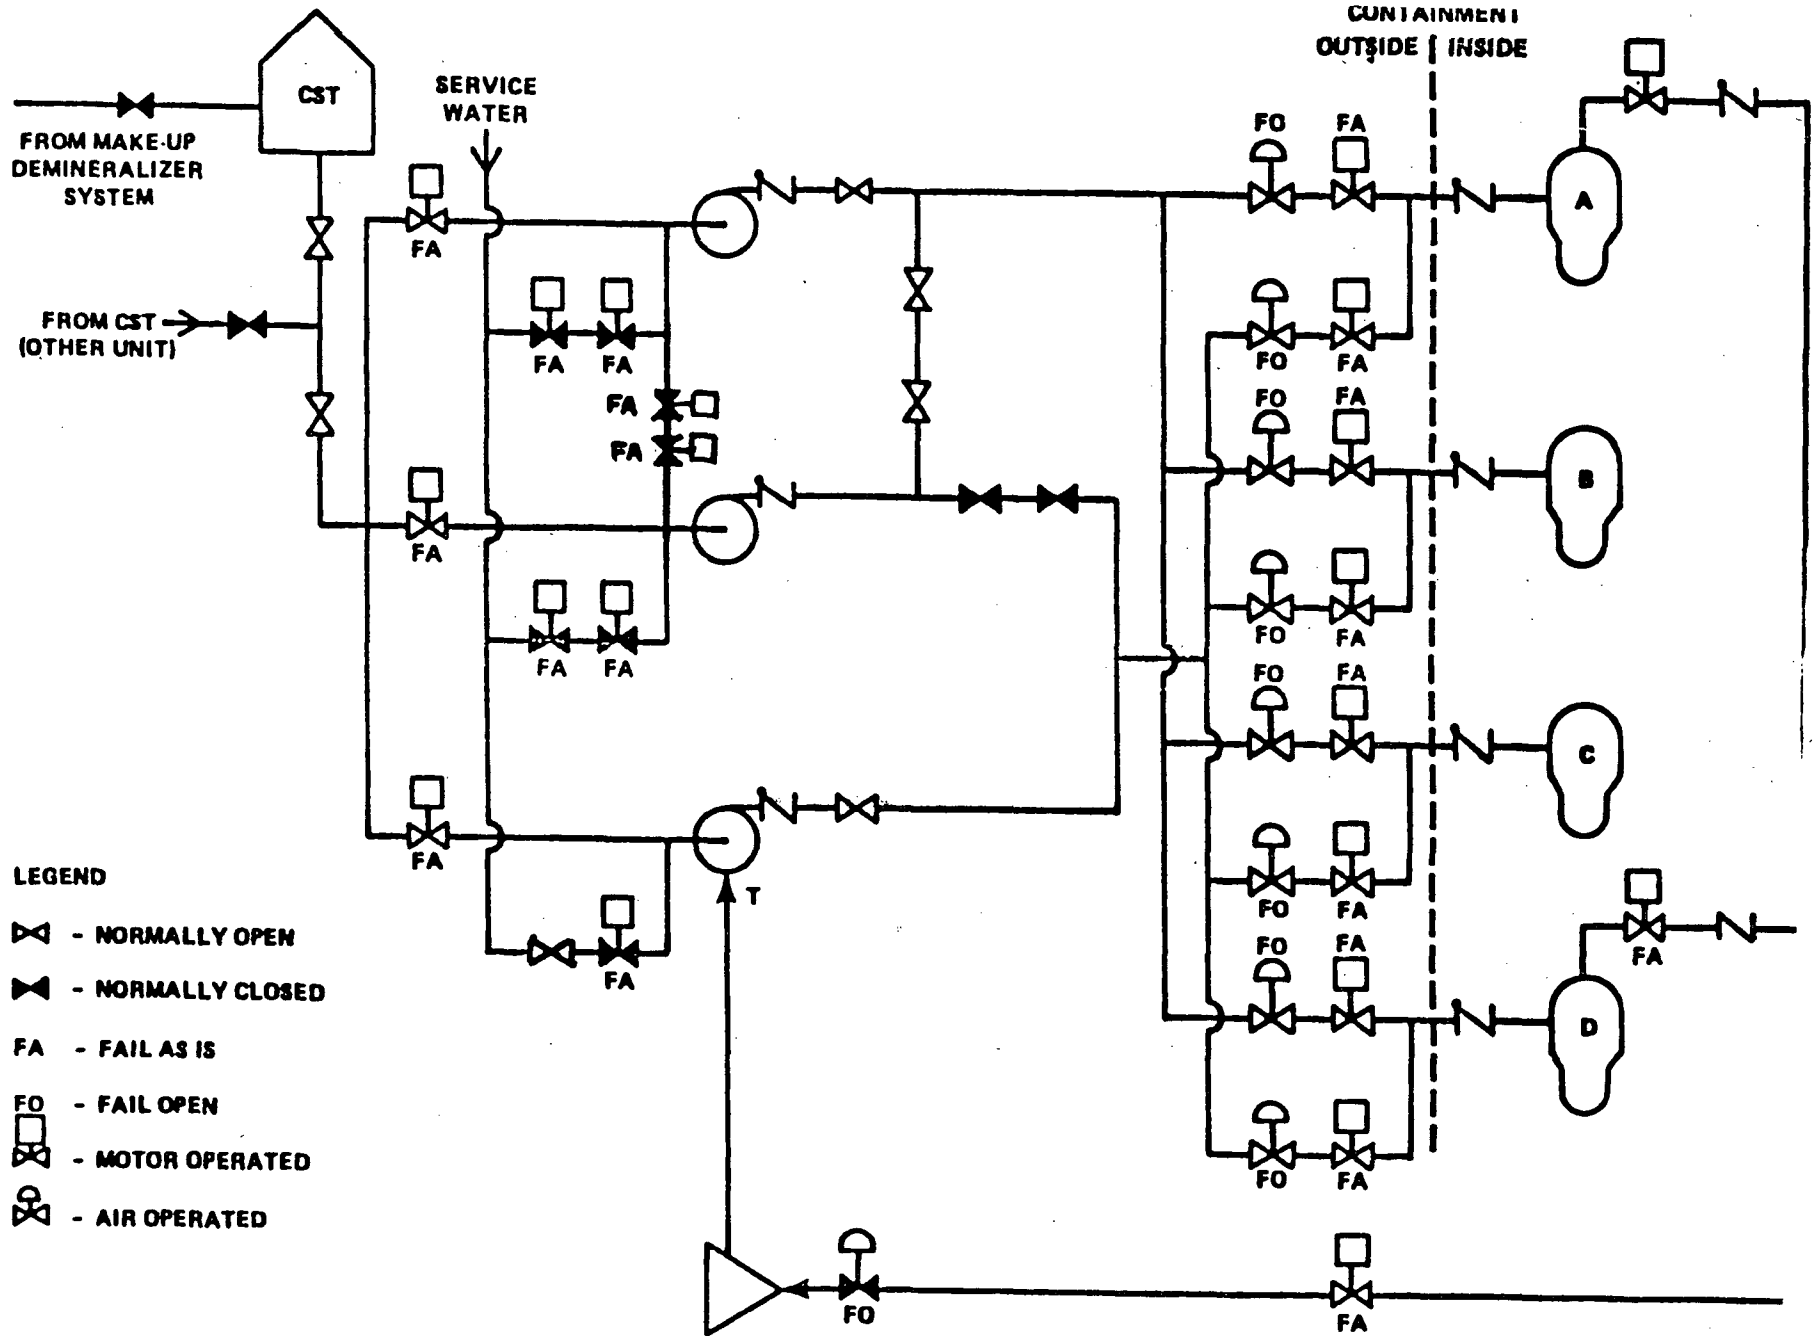 CONTAINMENT
OUTSIDE INSIDE
CST
SERVICE
WATER
FROM MAKE-UP
DEMINERALIZER
SYSTEM
FA
FO
FA
A
FA
FA
FROM CST
(OTHER UNIT)
FO
FA
FA
FO
FA
FA
B
FA
FA
FA
FO
FA
FO
FA
C
FA
T
FA
FO
FA
FO
FA
FA
D
FO
FA
LEGEND
- NORMALLY OPEN
- NORMALLY CLOSED
FA - FAIL AS IS
FO - FAIL OPEN
- MOTOR OPERATED
- AIR OPERATED
FO
FA